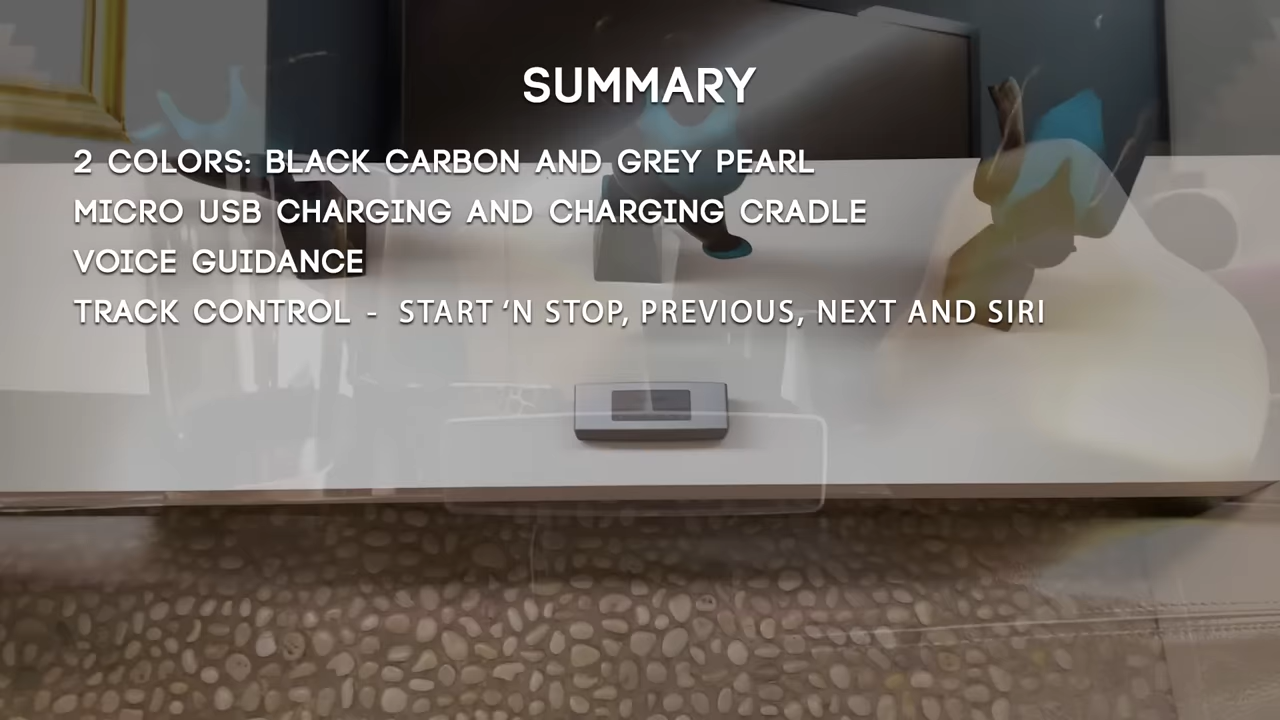 SUMMARY
2 COLORS: BLACK CARBON AND GREY PEARL
MICRO USB CHARGING AND CHARGING CRADLE
VOICE GUIDANCE
TRACK CONTROL - START ‘N STOP, PREVIOUS, NEXT AND SIRI